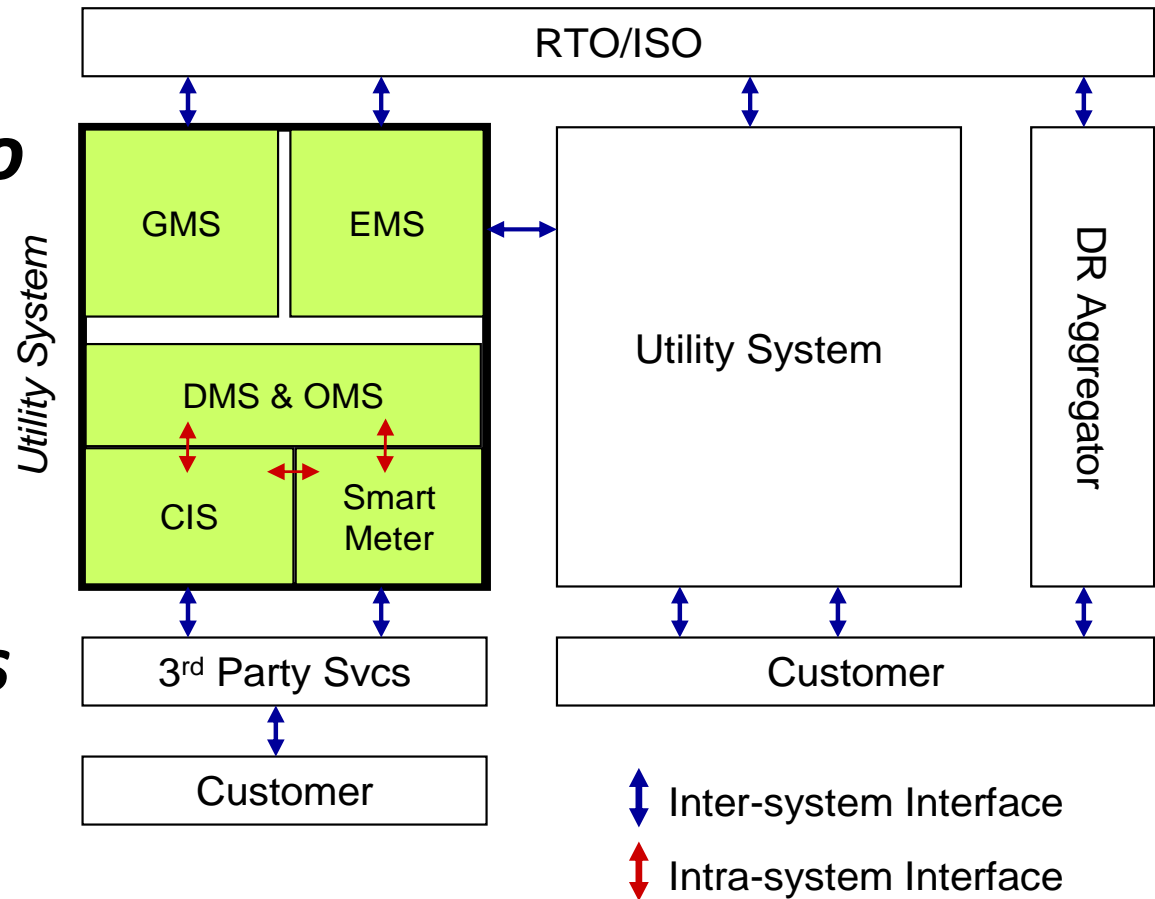 RTO/ISO
o
Utility System
GMS
EMS
DMS & OMS
CIS
Smart
Meter
Utility System
DR Aggregator
s
3rd Party Svcs
Customer
Customer
Inter-system Interface
Intra-system Interface